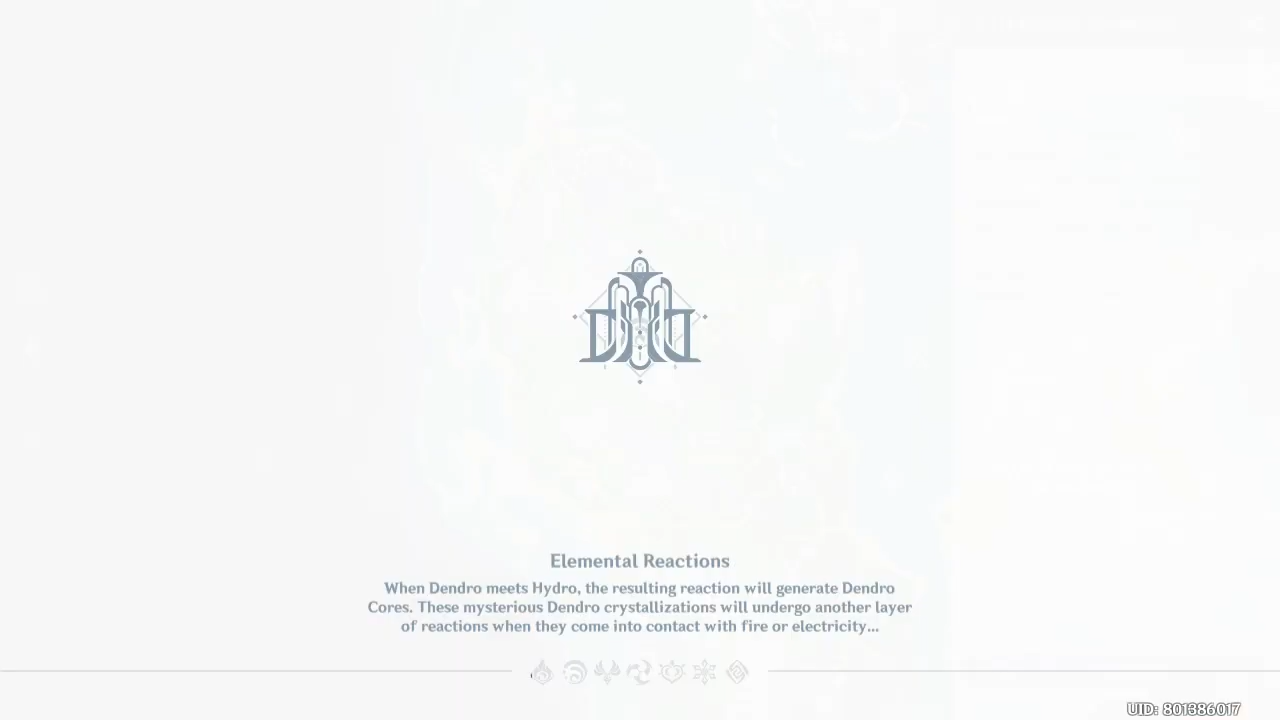 Elemental Reactions
When Dendro meets Hydro, the resulting reaction will generate Dendro
Cores. These mysterious Dendro crystallizations will undergo another layer
of reactions when they come into contact with fire or electricity...
UID: 801386017